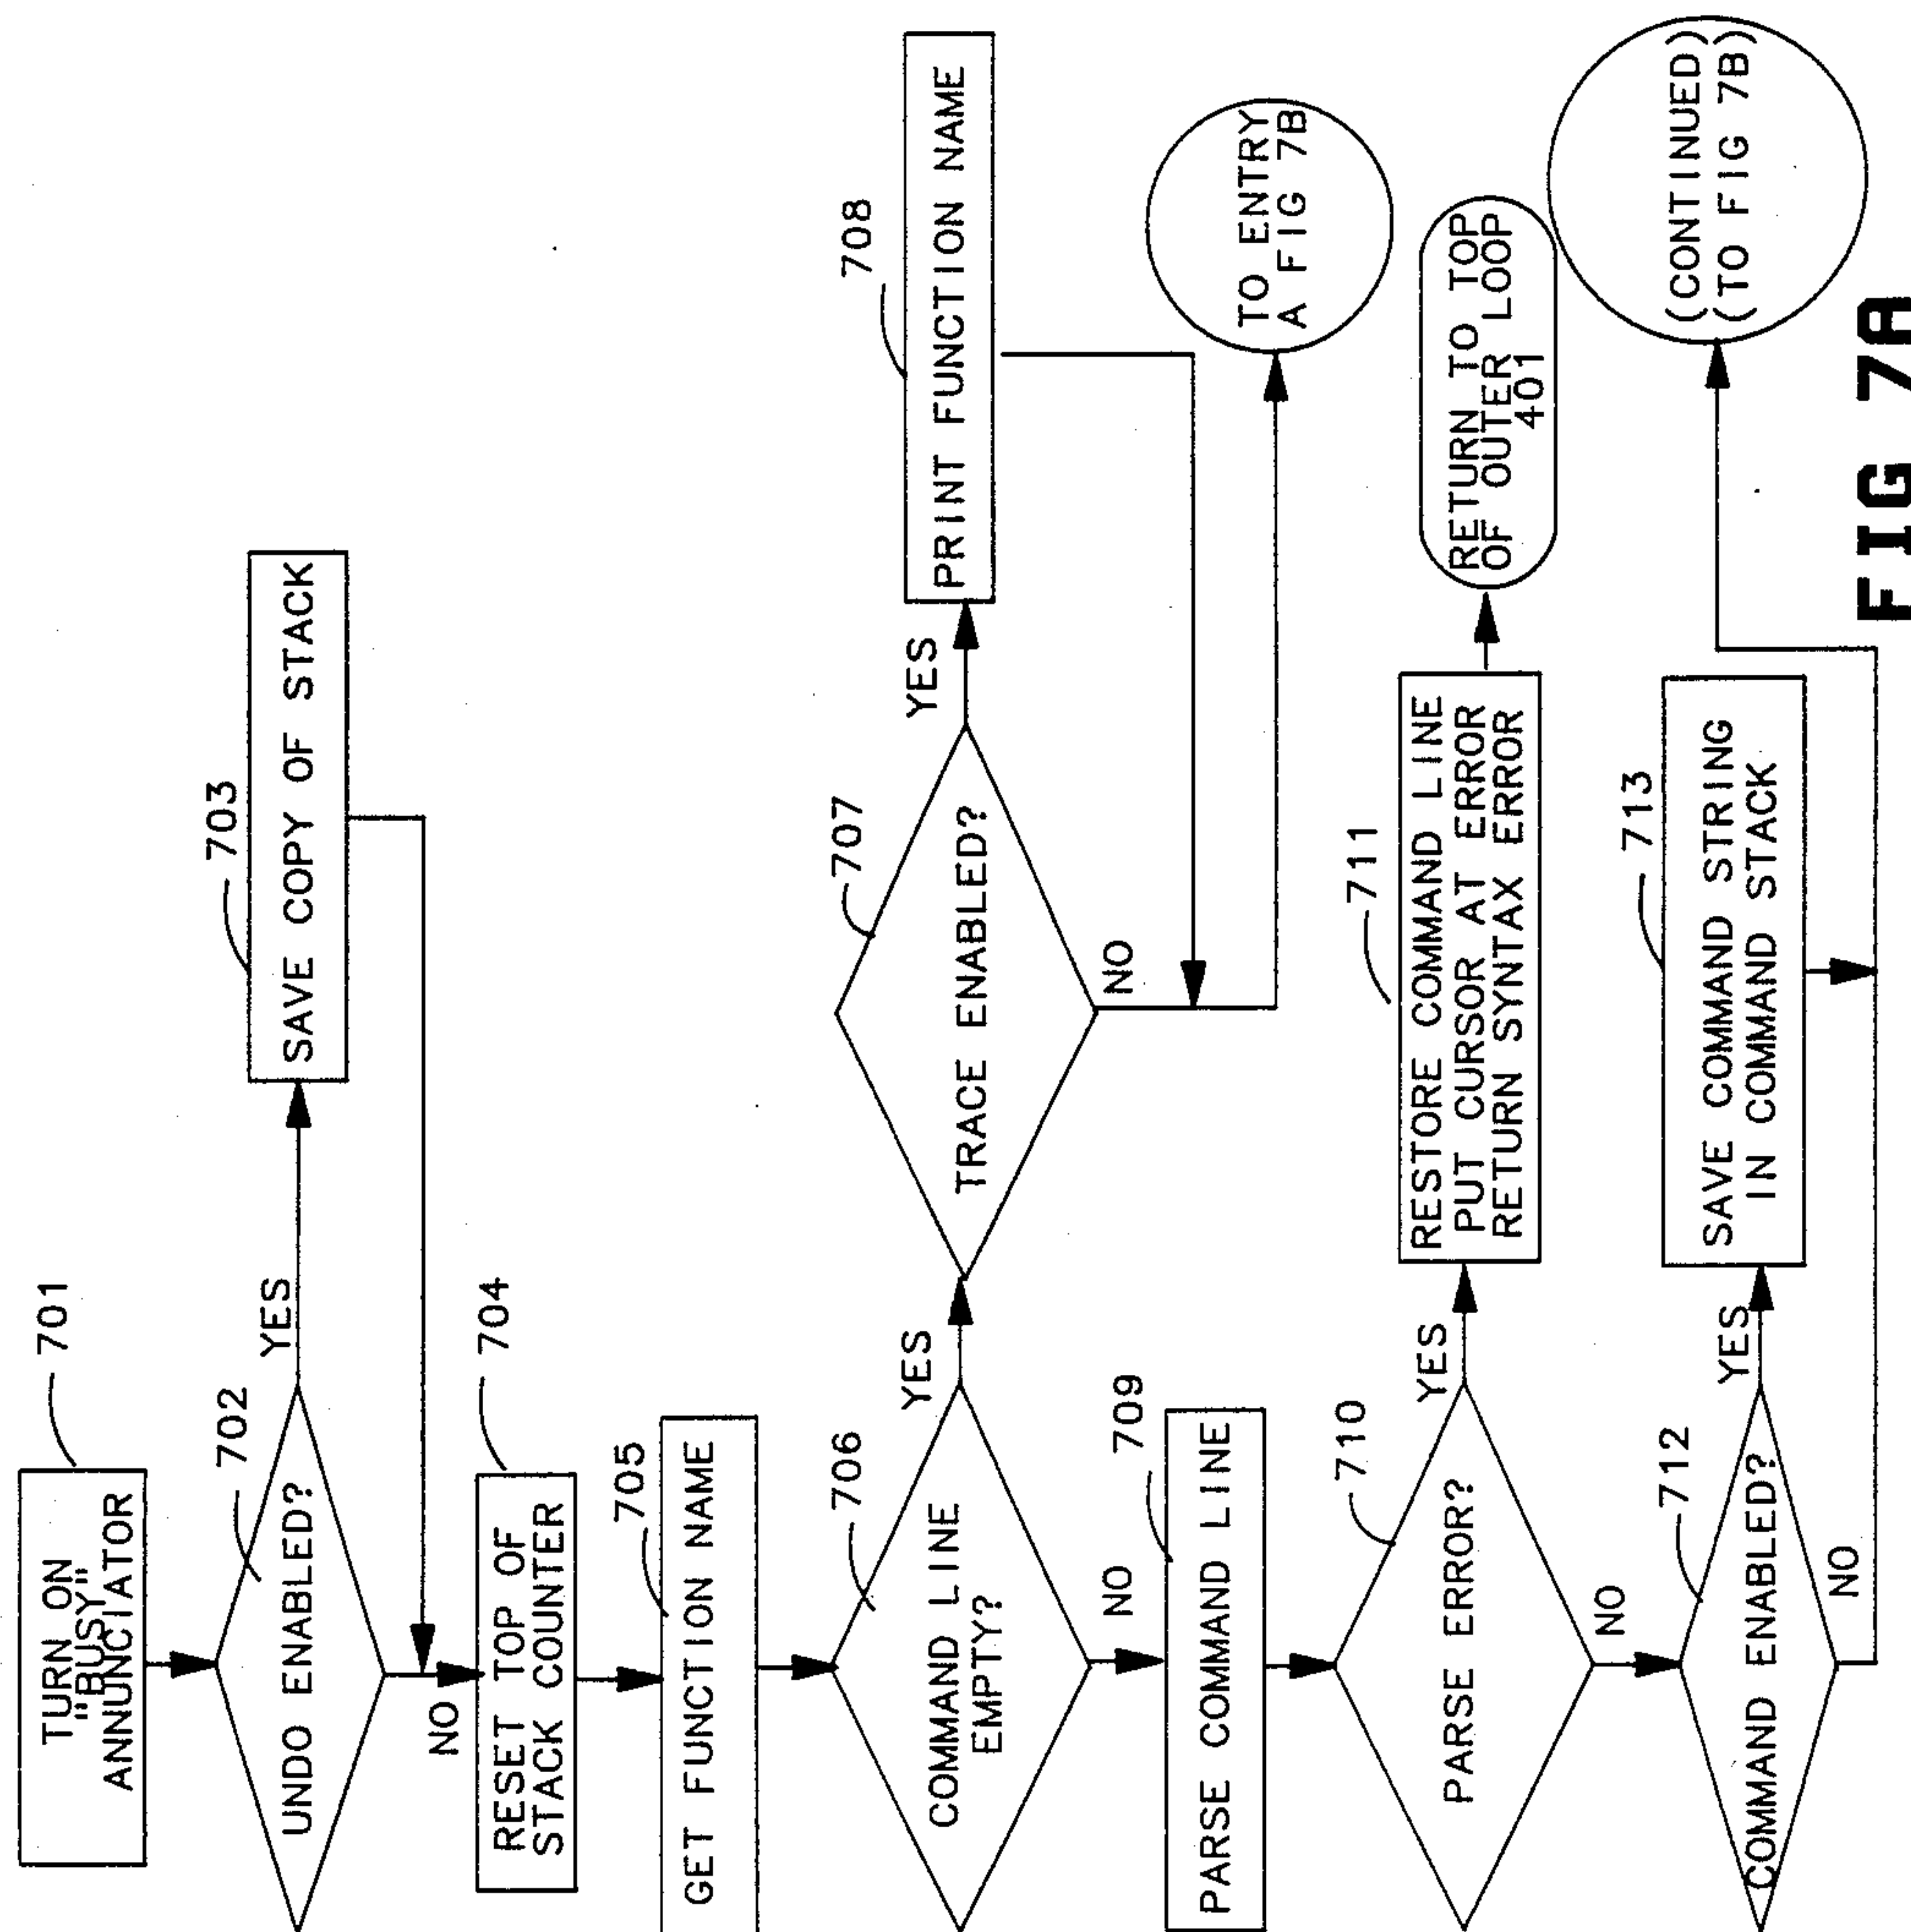 701
TURN ON
"BUSY"
ANNUNCIATOR
702
UNDO ENABLED?
YES
703
SAVE COPY OF STACK
NO
704
RESET TOP OF
STACK COUNTER
705
GET FUNCTION NAME
706
COMMAND LINE
EMPTY?
YES
707
TRACE ENABLED?
YES
708
PRINT FUNCTION NAME
NO
TO ENTRY
A FIG 7B
NO
709
PARSE COMMAND LINE
710
PARSE ERROR?
YES
711
RESTORE COMMAND LINE
PUT CURSOR AT ERROR
RETURN SYNTAX ERROR
RETURN TO TOP
OF OUTER LOOP
401
NO
712
COMMAND ENABLED?
YES
713
SAVE COMMAND STRING
IN COMMAND STACK
NO
(CONTINUED)
(TO FIG 7B)
FIG 7A